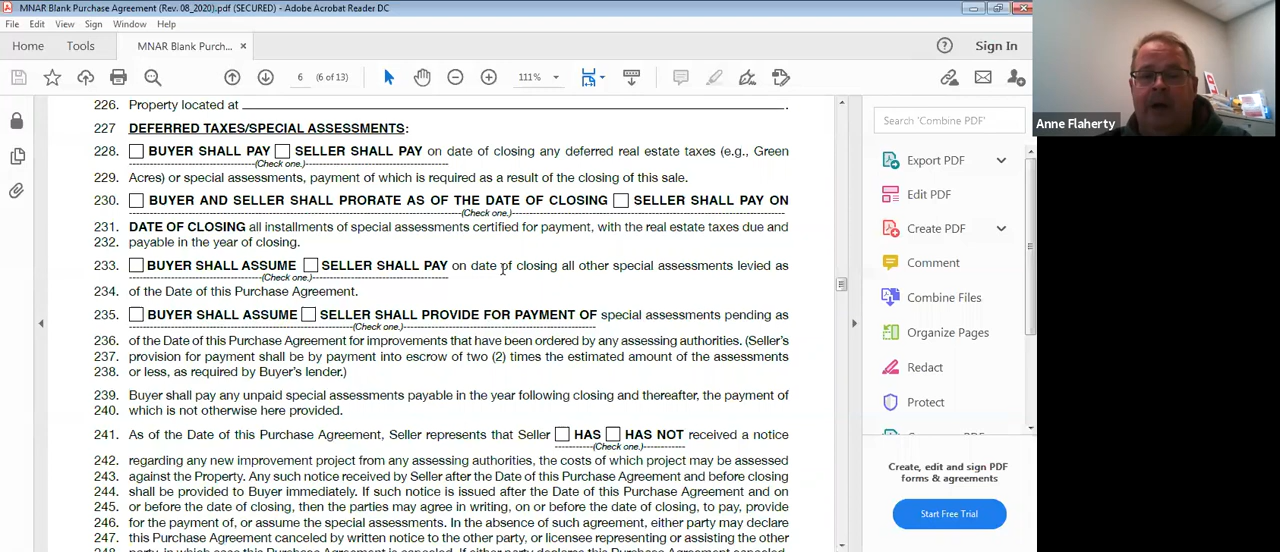 MNAR Blank Purchase Agreement (Rev. 08_2020).pdf (SECURED) - Adobe Acrobat Reader DC
File Edit View Sign Window Help
Home Tools MNAR Blank Purch... × Sign In
6 (6 of 13) 111%
226. Property located at .
227 DEFERRED TAXES/SPECIAL ASSESSMENTS:
228. BUYER SHALL PAY SELLER SHALL PAY on date of closing any deferred real estate taxes (e.g., Green
(Check one.)
229. Acres) or special assessments, payment of which is required as a result of the closing of this sale.
230. BUYER AND SELLER SHALL PRORATE AS OF THE DATE OF CLOSING SELLER SHALL PAY ON
(Check one.)
231. DATE OF CLOSING all installments of special assessments certified for payment, with the real estate taxes due and
232. payable in the year of closing.
233. BUYER SHALL ASSUME SELLER SHALL PAY on date of closing all other special assessments levied as
(Check one.)
234. of the Date of this Purchase Agreement.
235. BUYER SHALL ASSUME SELLER SHALL PROVIDE FOR PAYMENT OF special assessments pending as
(Check one.)
236. of the Date of this Purchase Agreement for improvements that have been ordered by any assessing authorities. (Seller's
237. provision for payment shall be by payment into escrow of two (2) times the estimated amount of the assessments
238. or less, as required by Buyer's lender.)
239. Buyer shall pay any unpaid special assessments payable in the year following closing and thereafter, the payment of
240. which is not otherwise here provided.
241. As of the Date of this Purchase Agreement, Seller represents that Seller HAS HAS NOT received a notice
(Check one.)
242. regarding any new improvement project from any assessing authorities, the costs of which project may be assessed
243. against the Property. Any such notice received by Seller after the Date of this Purchase Agreement and before closing
244. shall be provided to Buyer immediately. If such notice is issued after the Date of this Purchase Agreement and on
245. or before the date of closing, then the parties may agree in writing, on or before the date of closing, to pay, provide
246. for the payment of, or assume the special assessments. In the absence of such agreement, either party may declare
247. this Purchase Agreement canceled by written notice to the other party, or licensee representing or assisting the other
Search 'Combine PDF'
Export PDF
Edit PDF
Create PDF
Comment
Combine Files
Organize Pages
Redact
Protect
Create, edit and sign PDF
forms & agreements
Start Free Trial
Anne Flaherty